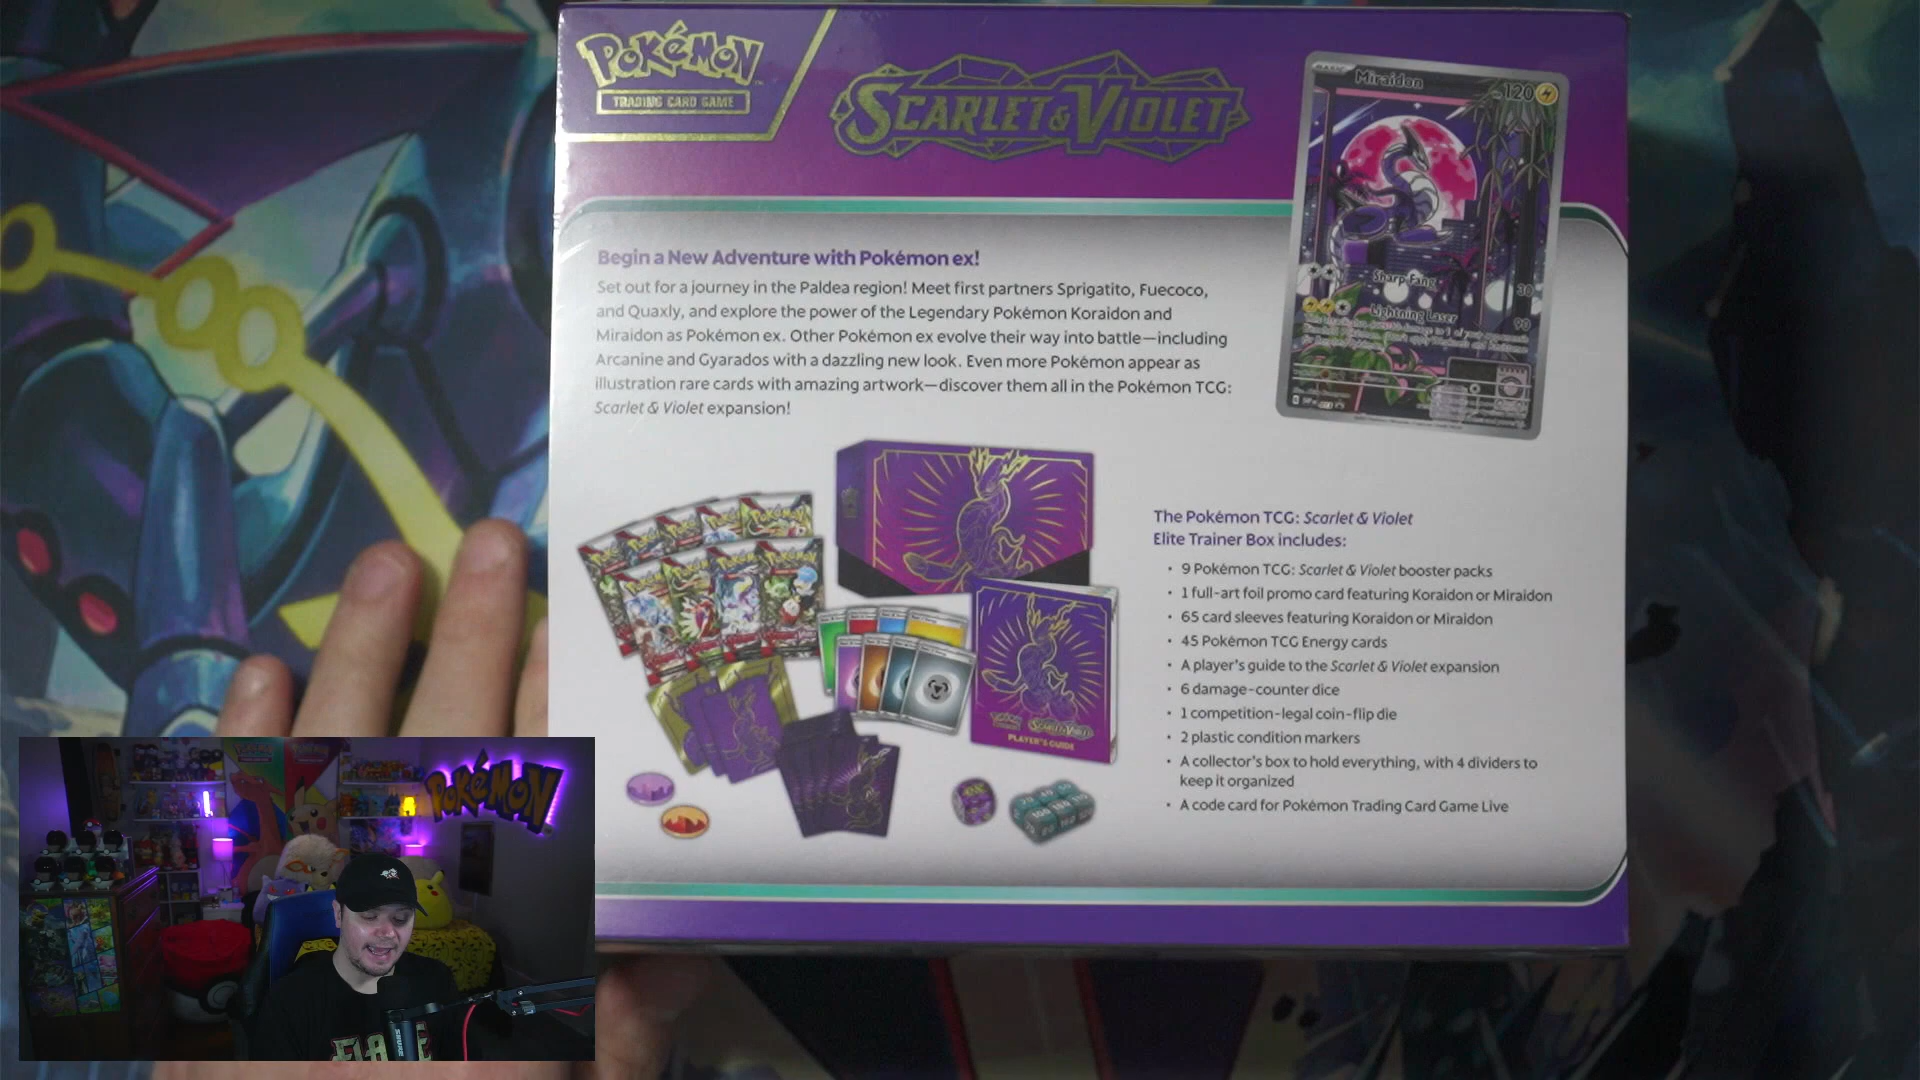 POKÉMON
TRADING CARD GAME
SCARLET & VIOLET
BASIC
Miraidon
120
Sharp Fang
30
Lightning Laser
90
Begin a New Adventure with Pokémon ex!
Set out for a journey in the Paldea region! Meet first partners Sprigatito, Fuecoco,
and Quaxly, and explore the power of the Legendary Pokémon Koraidon and
Miraidon as Pokémon ex. Other Pokémon ex evolve their way into battle—including
Arcanine and Gyarados with a dazzling new look. Even more Pokémon appear as
illustration rare cards with amazing artwork—discover them all in the Pokémon TCG:
Scarlet & Violet expansion!
The Pokémon TCG: Scarlet & Violet
Elite Trainer Box includes:
• 9 Pokémon TCG: Scarlet & Violet booster packs
• 1 full-art foil promo card featuring Koraidon or Miraidon
• 65 card sleeves featuring Koraidon or Miraidon
• 45 Pokémon TCG Energy cards
• A player's guide to the Scarlet & Violet expansion
• 6 damage-counter dice
• 1 competition-legal coin-flip die
• 2 plastic condition markers
• A collector's box to hold everything, with 4 dividers to
keep it organized
• A code card for Pokémon Trading Card Game Live
SCARLET & VIOLET
PLAYER'S GUIDE
POKÉMON
SHURE